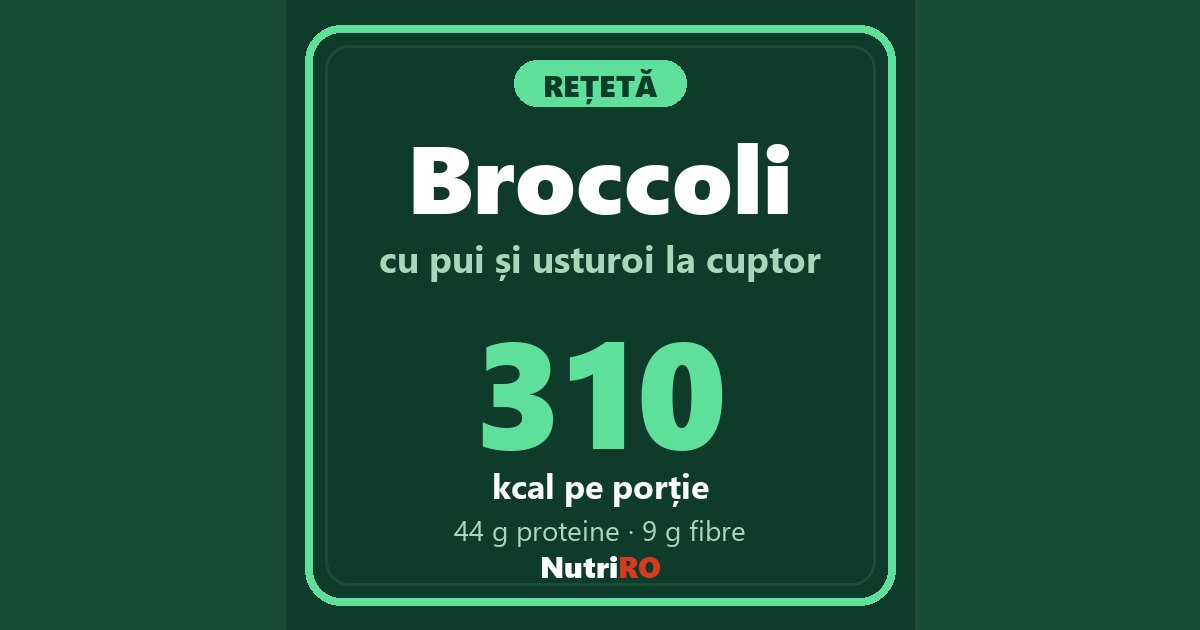 REȚETĂ
Broccoli
cu pui și usturoi la cuptor
310
kcal pe porție
44 g proteine · 9 g fibre
NutriRO